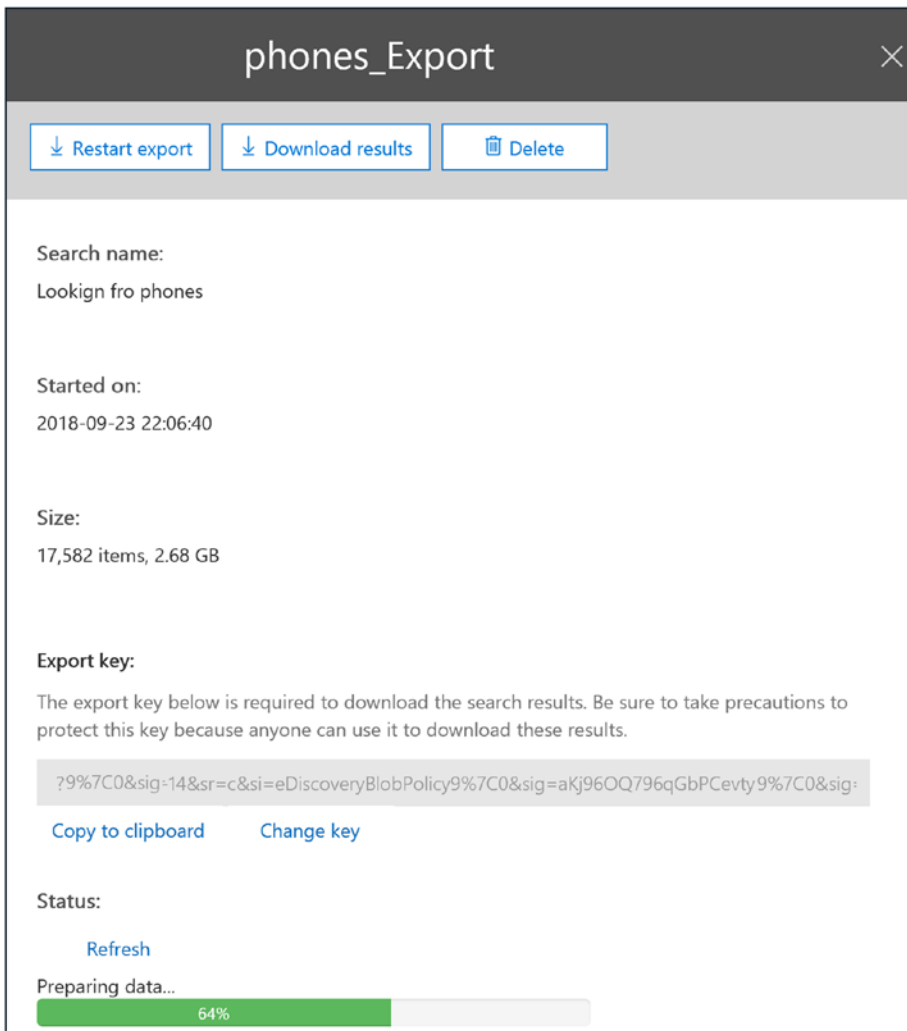 phones_Export
Restart export
Download results
Delete
Search name:
Lookign fro phones
Started on:
2018-09-23 22:06:40
Size:
17,582 items, 2.68 GB
Export key:
The export key below is required to download the search results. Be sure to take precautions to
protect this key because anyone can use it to download these results.
?9%7C0&sig=14&sr=c&si=eDiscoveryBlobPolicy9%7C0&sig=aKj96OQ796qGbPCevty9%7C0&sig=
Copy to clipboard
Change key
Status:
Refresh
Preparing data...
64%